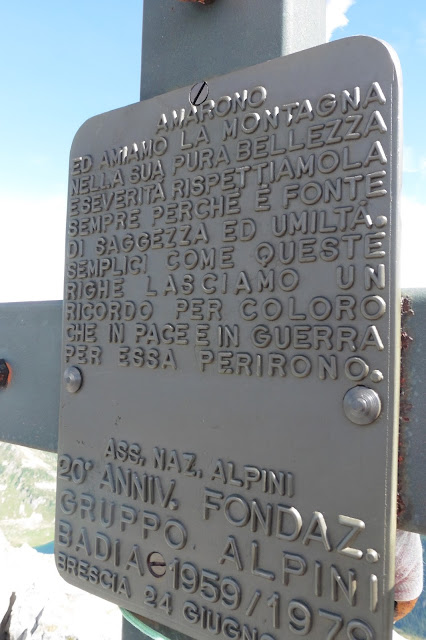 AMARONO
ED AMIAMO LA MONTAGNA
NELLA SUA PURA BELLEZZA
E SEVERITÀ RISPETTIAMOLA
SEMPRE PERCHÈ È FONTE
DI SAGGEZZA ED UMILTÀ.
SEMPLICI COME QUESTE
RIGHE LASCIAMO UN
RICORDO PER COLORO
CHE IN PACE E IN GUERRA
PER ESSA PERIRONO.
ASS. NAZ. ALPINI
20° ANNIV. FONDAZ.
GRUPPO ALPINI
BADIA 1959/1979
BRESCIA 24 GIUGNO